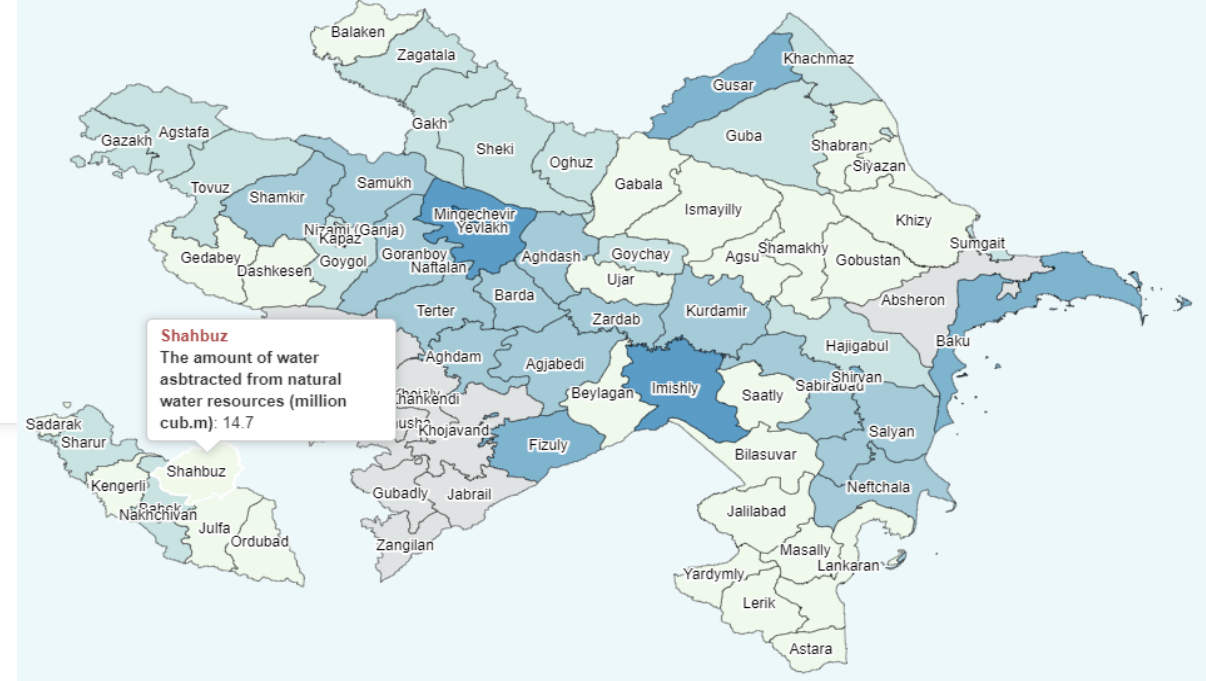 Balaken
Zagatala
Khachmaz
Gusar
Gakh
Gazakh
Agstafa
Guba
Sheki
Shabran
Oghuz
Siyazan
Gabala
Samukh
Tovuz
Shamkir
Ismayilly
Mingechevir
Khizy
Yevlakh
Nizami (Ganja)
Kapaz
Sumgait
Shamakhy
Goranboy
Goychay
Gedabey
Aghdash
Agsu
Goygol
Gobustan
Naftalan
Dashkesen
Ujar
Barda
Absheron
Terter
Kurdamir
Zardab
Shahbuz
The amount of water
asbtracted from natural
water resources (million
cub.m): 14.7
Baku
Hajigabul
Aghdam
Agjabedi
Shirvan
Sabirabad
Imishly
Beylagan
Saatly
Khankendi
Sadarak
Khojavand
Salyan
Sharur
Fizuly
Bilasuvar
Shahbuz
Kengerli
Neftchala
Gubadly
Jabrail
Babek
Jalilabad
Nakhchivan
Julfa
Ordubad
Zangilan
Masally
Lankaran
Yardymly
Lerik
Astara